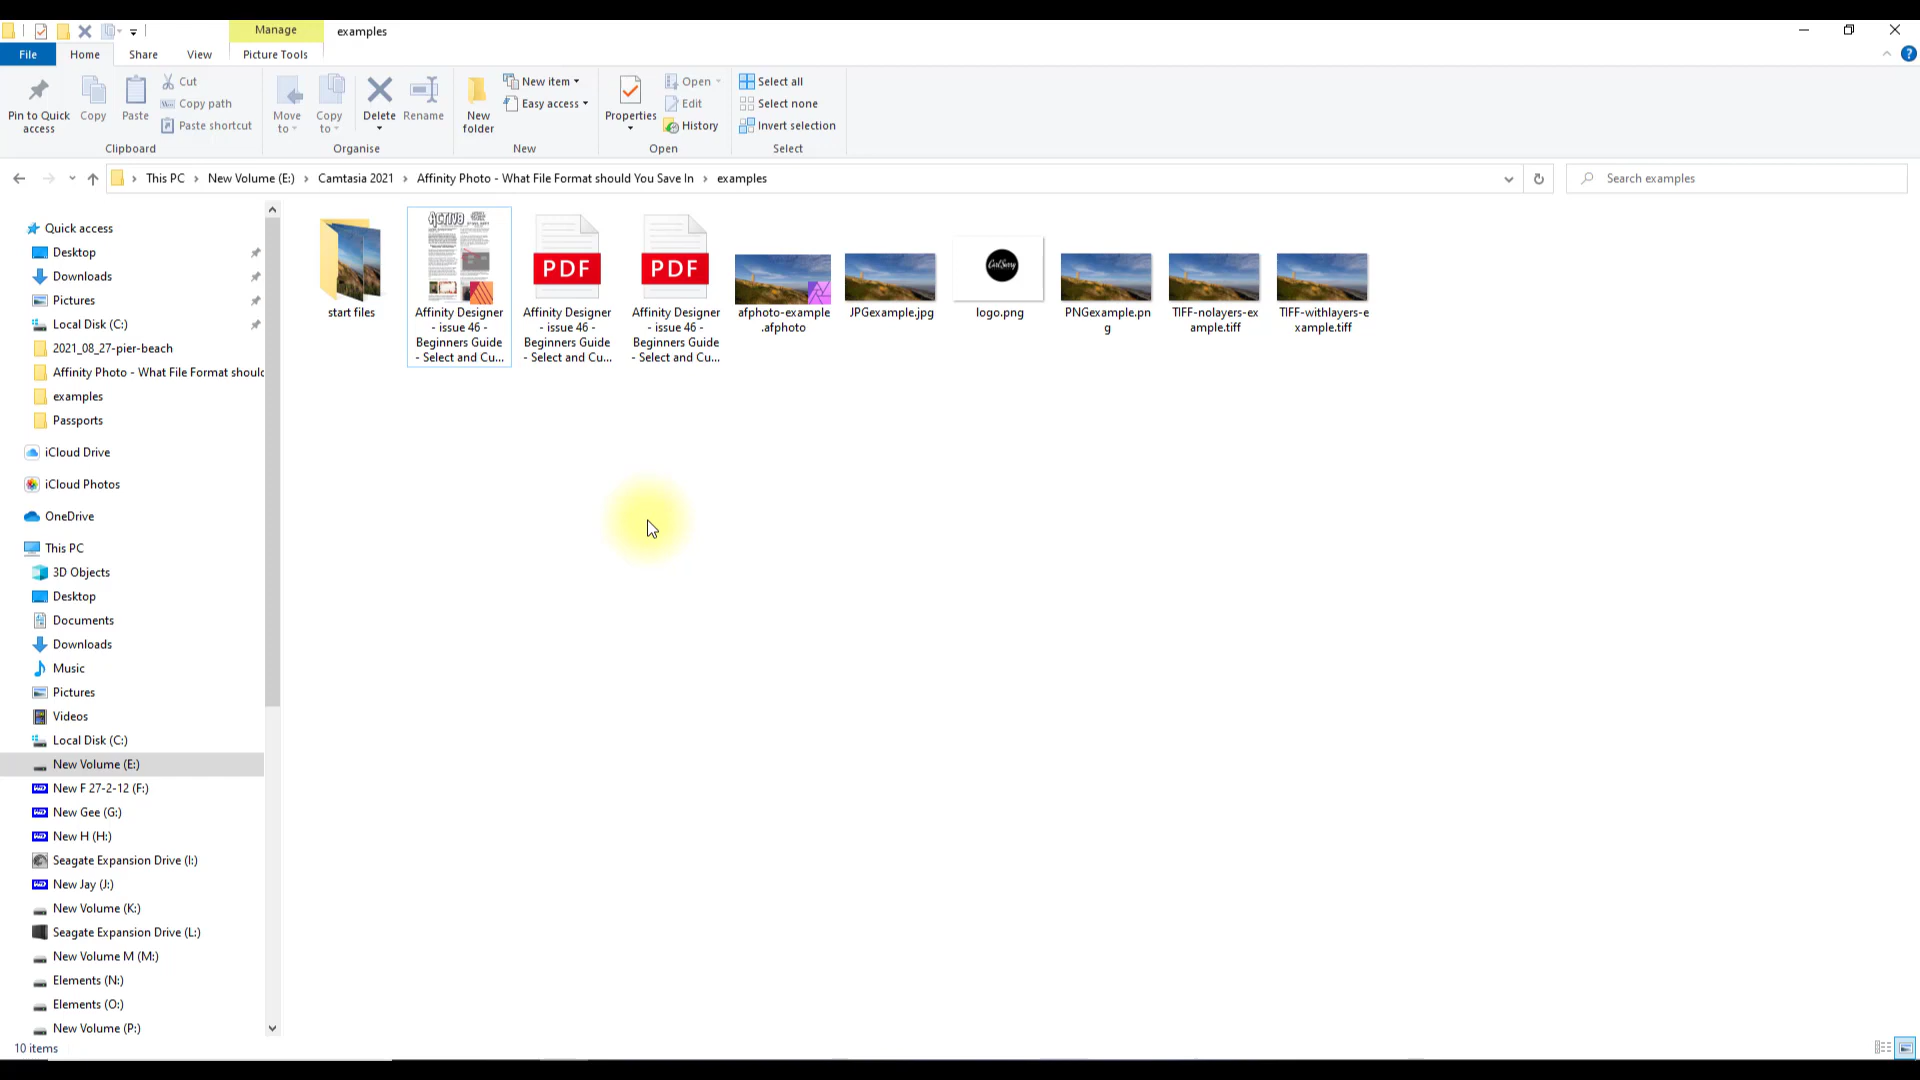 Manage
examples
File
Home
Share
View
Picture Tools
Pin to Quick
access
Copy
Paste
Cut
Copy path
Paste shortcut
Clipboard
Move
to
Copy
to
Delete
Rename
Organise
New
folder
New item
Easy access
New
Properties
Open
Edit
History
Open
Select all
Select none
Invert selection
Select
This PC
New Volume (E:)
Camtasia 2021
Affinity Photo - What File Format should You Save In
examples
Search examples
Quick access
Desktop
Downloads
Pictures
Local Disk (C:)
2021_08_27-pier-beach
Affinity Photo - What File Format should
examples
Passports
iCloud Drive
iCloud Photos
OneDrive
This PC
3D Objects
Desktop
Documents
Downloads
Music
Pictures
Videos
Local Disk (C:)
New Volume (E:)
New F 27-2-12 (F:)
New Gee (G:)
New H (H:)
Seagate Expansion Drive (I:)
New Jay (J:)
New Volume (K:)
Seagate Expansion Drive (L:)
New Volume M (M:)
Elements (N:)
Elements (O:)
New Volume (P:)
start files
ACTIV8
Affinity Designer
- issue 46 -
Beginners Guide
- Select and Cu...
PDF
Affinity Designer
- issue 46 -
Beginners Guide
- Select and Cu...
PDF
Affinity Designer
- issue 46 -
Beginners Guide
- Select and Cu...
afphoto-example
.afphoto
JPGexample.jpg
logo.png
PNGexample.pn
g
TIFF-nolayers-ex
ample.tiff
TIFF-withlayers-e
xample.tiff
10 items